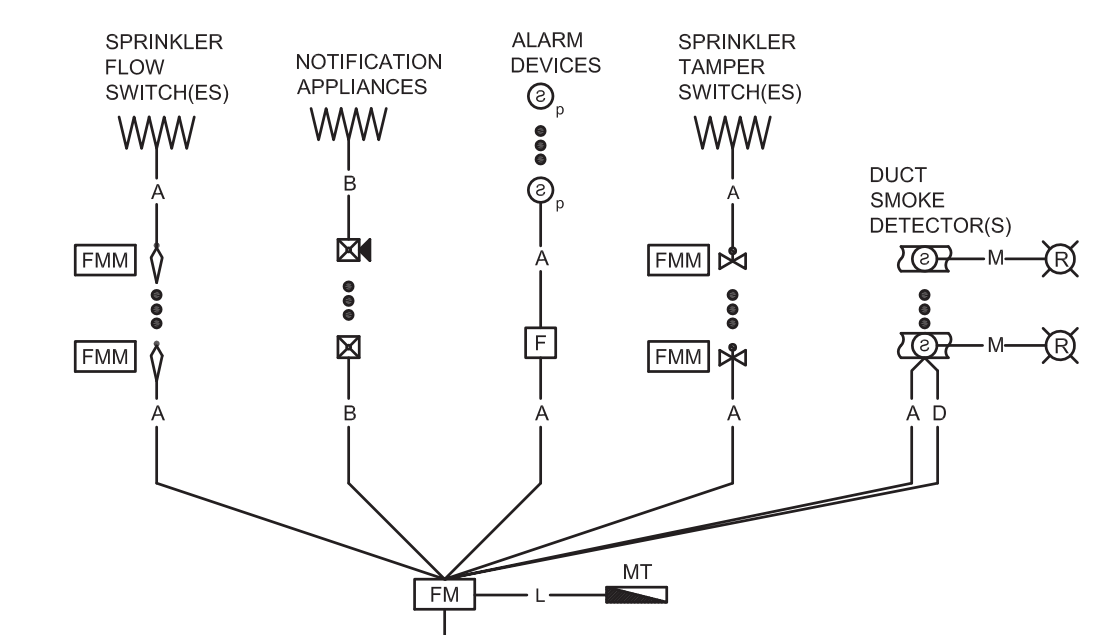 SPRINKLER
FLOW
SWITCH(ES)
NOTIFICATION
APPLIANCES
ALARM
DEVICES
SPRINKLER
TAMPER
SWITCH(ES)
DUCT
SMOKE
DETECTOR(S)
S p
S p
A
B
A
A
FMM
FMM
S M R
FMM
F
FMM
S M R
A
B
A
A
A D
FM L MT